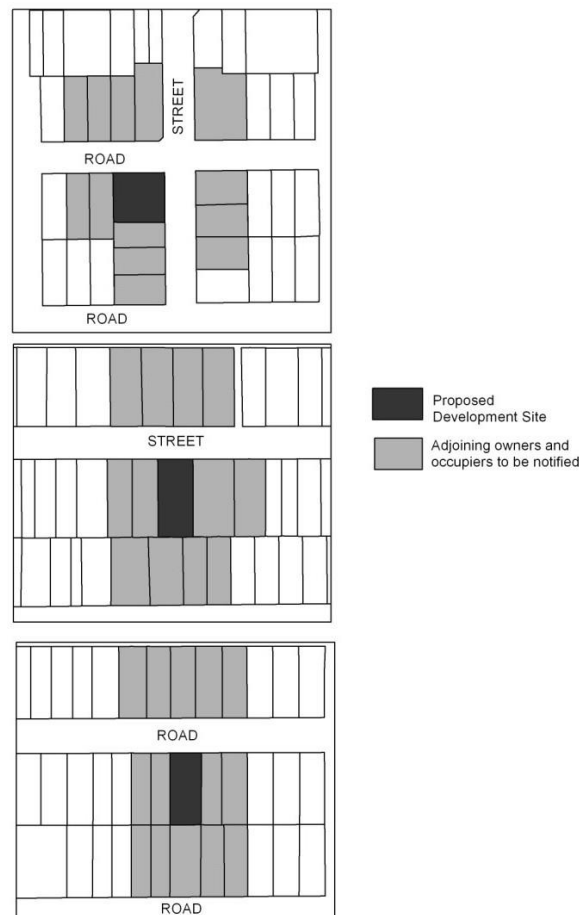 STREET
ROAD
ROAD
STREET
Proposed
Development Site
Adjoining owners and
occupiers to be notified
ROAD
ROAD